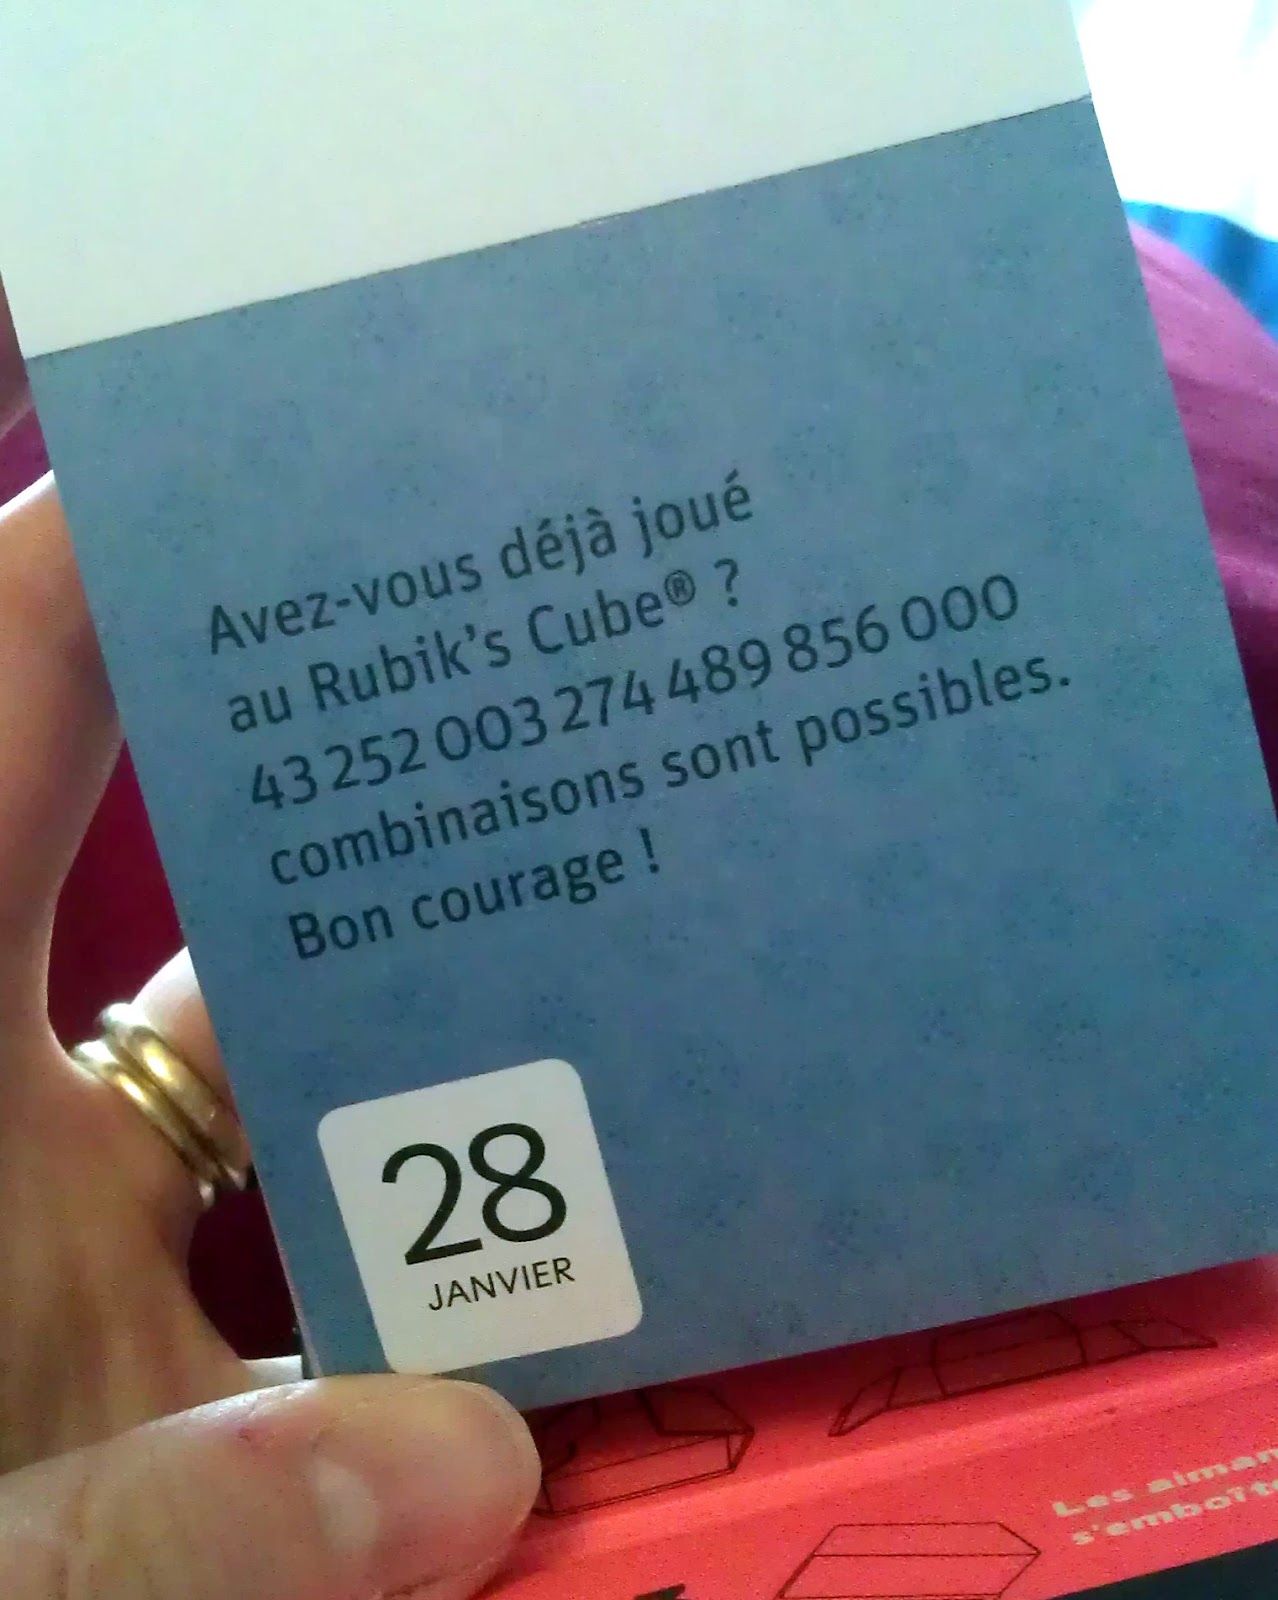 Avez-vous déjà joué
au Rubik's Cube® ?
43 252 003 274 489 856 000
combinaisons sont possibles.
Bon courage !
28
JANVIER
Les